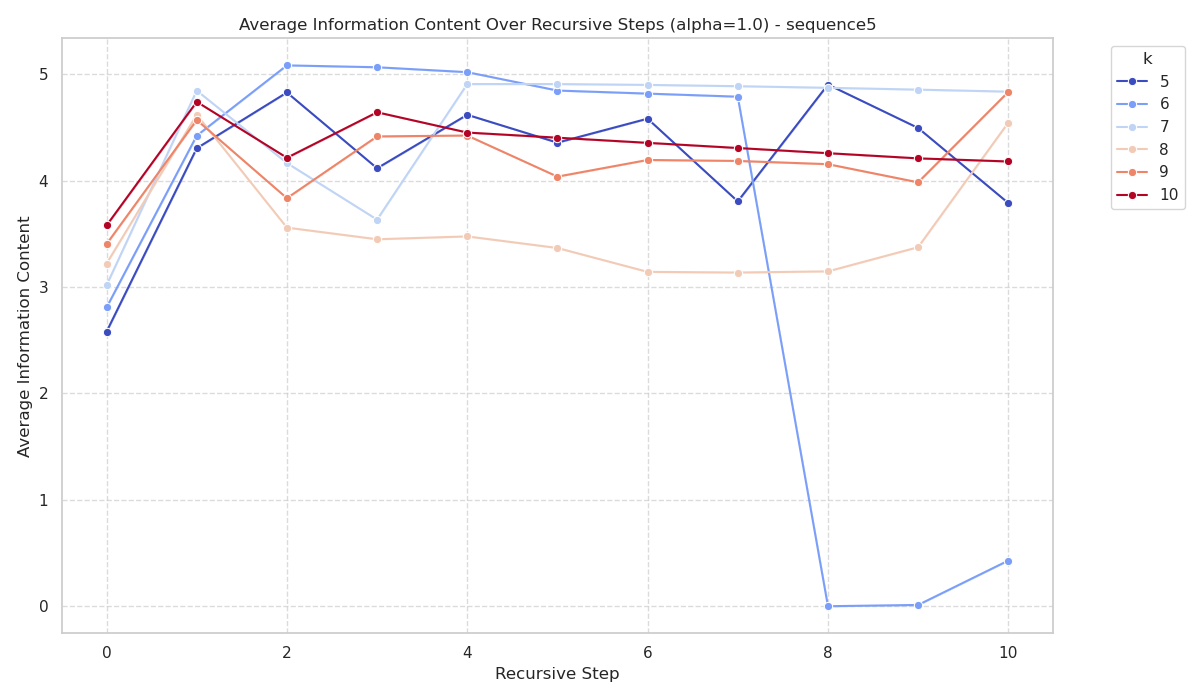 Average Information Content Over Recursive Steps (alpha=1.0) - sequence5
Average Information Content
5
4
3
2
1
0
0 2 4 6 8 10
Recursive Step
k
5
6
7
8
9
10